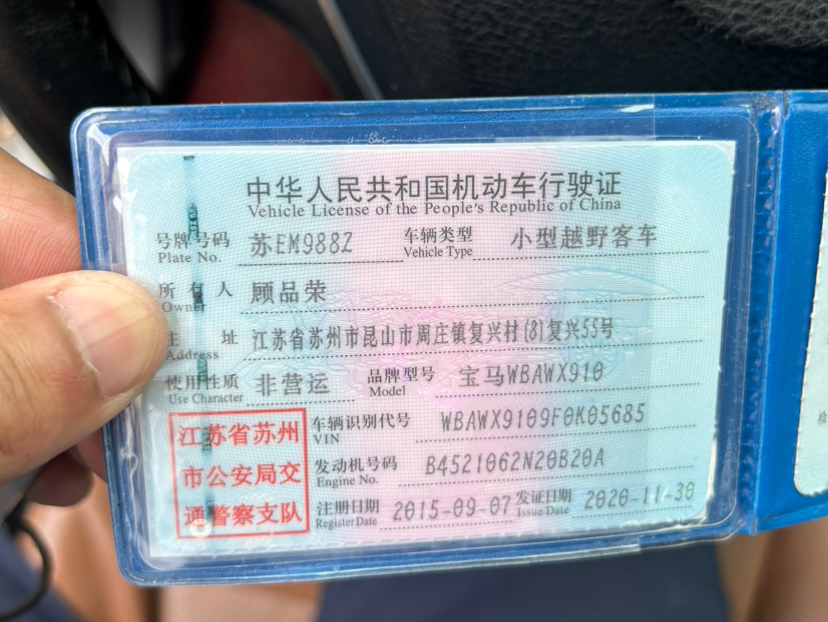 中华人民共和国机动车行驶证
Vehicle License of the People's Republic of China
号牌号码 苏EM988Z 车辆类型 小型越野客车
Plate No. Vehicle Type
所有人 顾品荣
Owner
住址 江苏省苏州市昆山市周庄镇复兴村(8)复兴55号
Address
使用性质 非营运 品牌型号 宝马WBAWX910
Use Character Model
江苏省苏州
市公安局交
通警察支队
车辆识别代号 WBAWX9109F0K05685
VIN
发动机号码 B4521062N20B20A
Engine No.
注册日期 2015-09-07 发证日期 2020-11-30
Register Date Issue Date